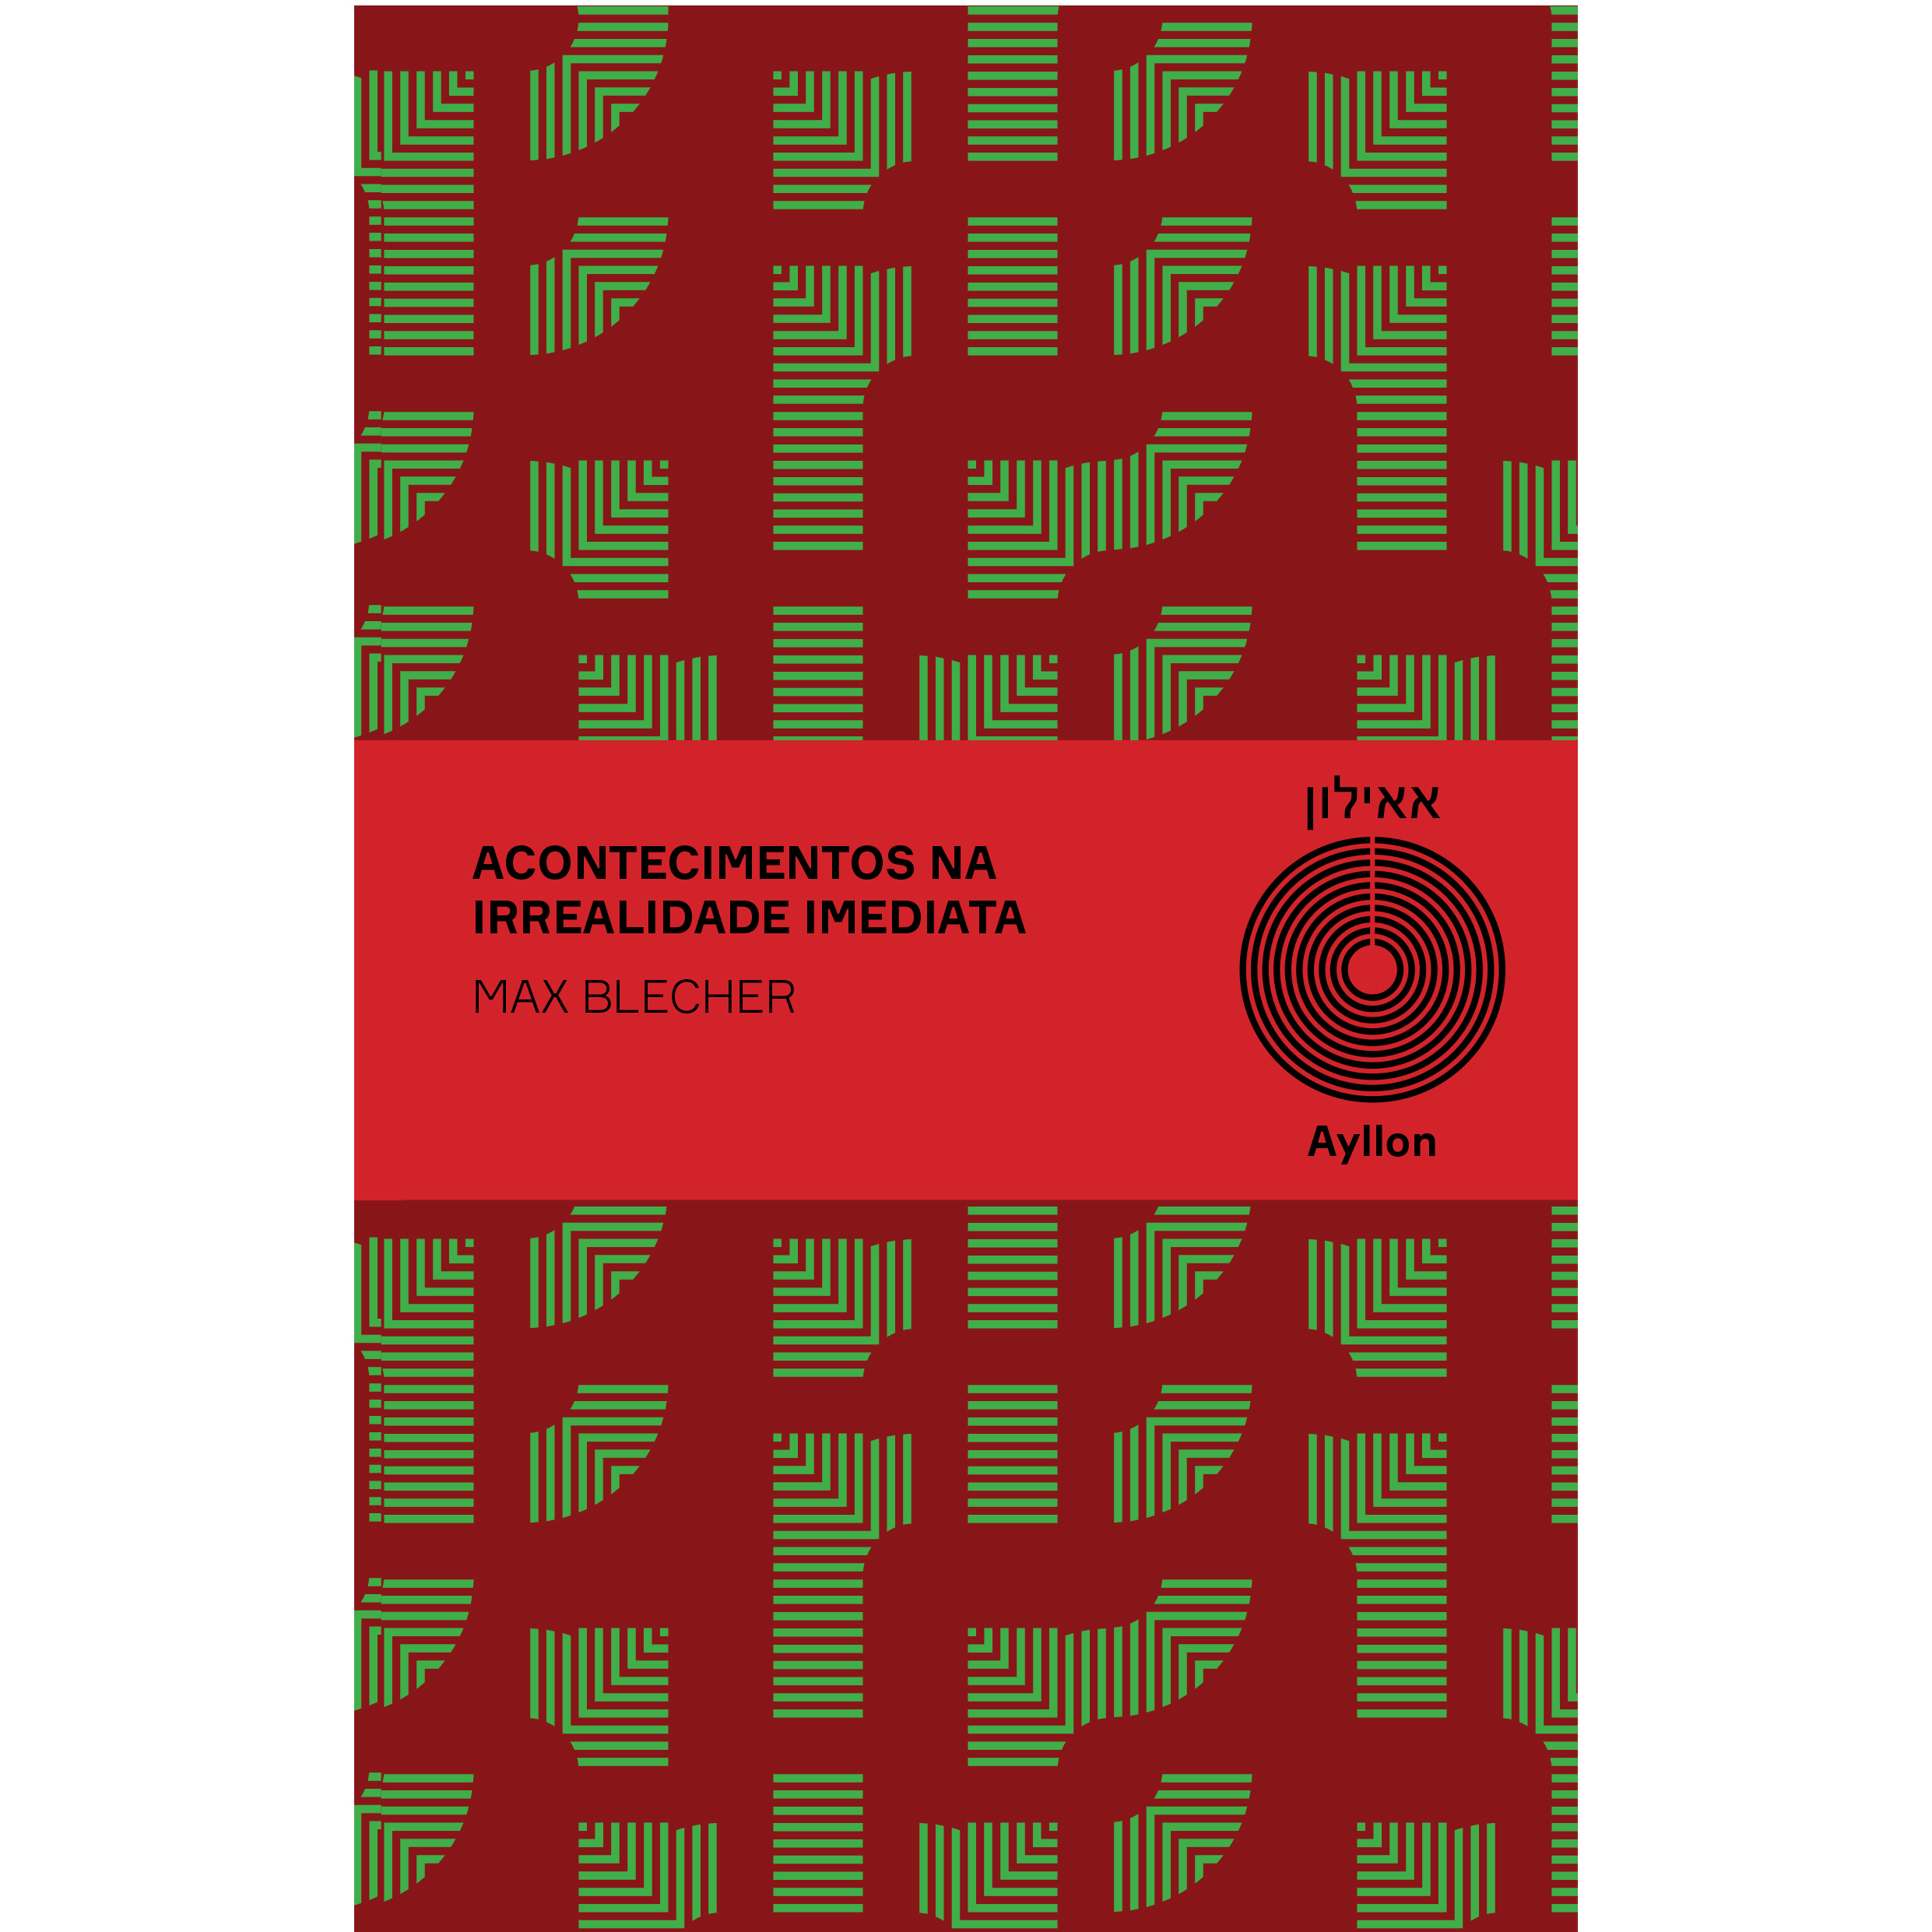 ACONTECIMENTOS NA
IRREALIDADE IMEDIATA
MAX BLECHER
אאילון
Ayllon